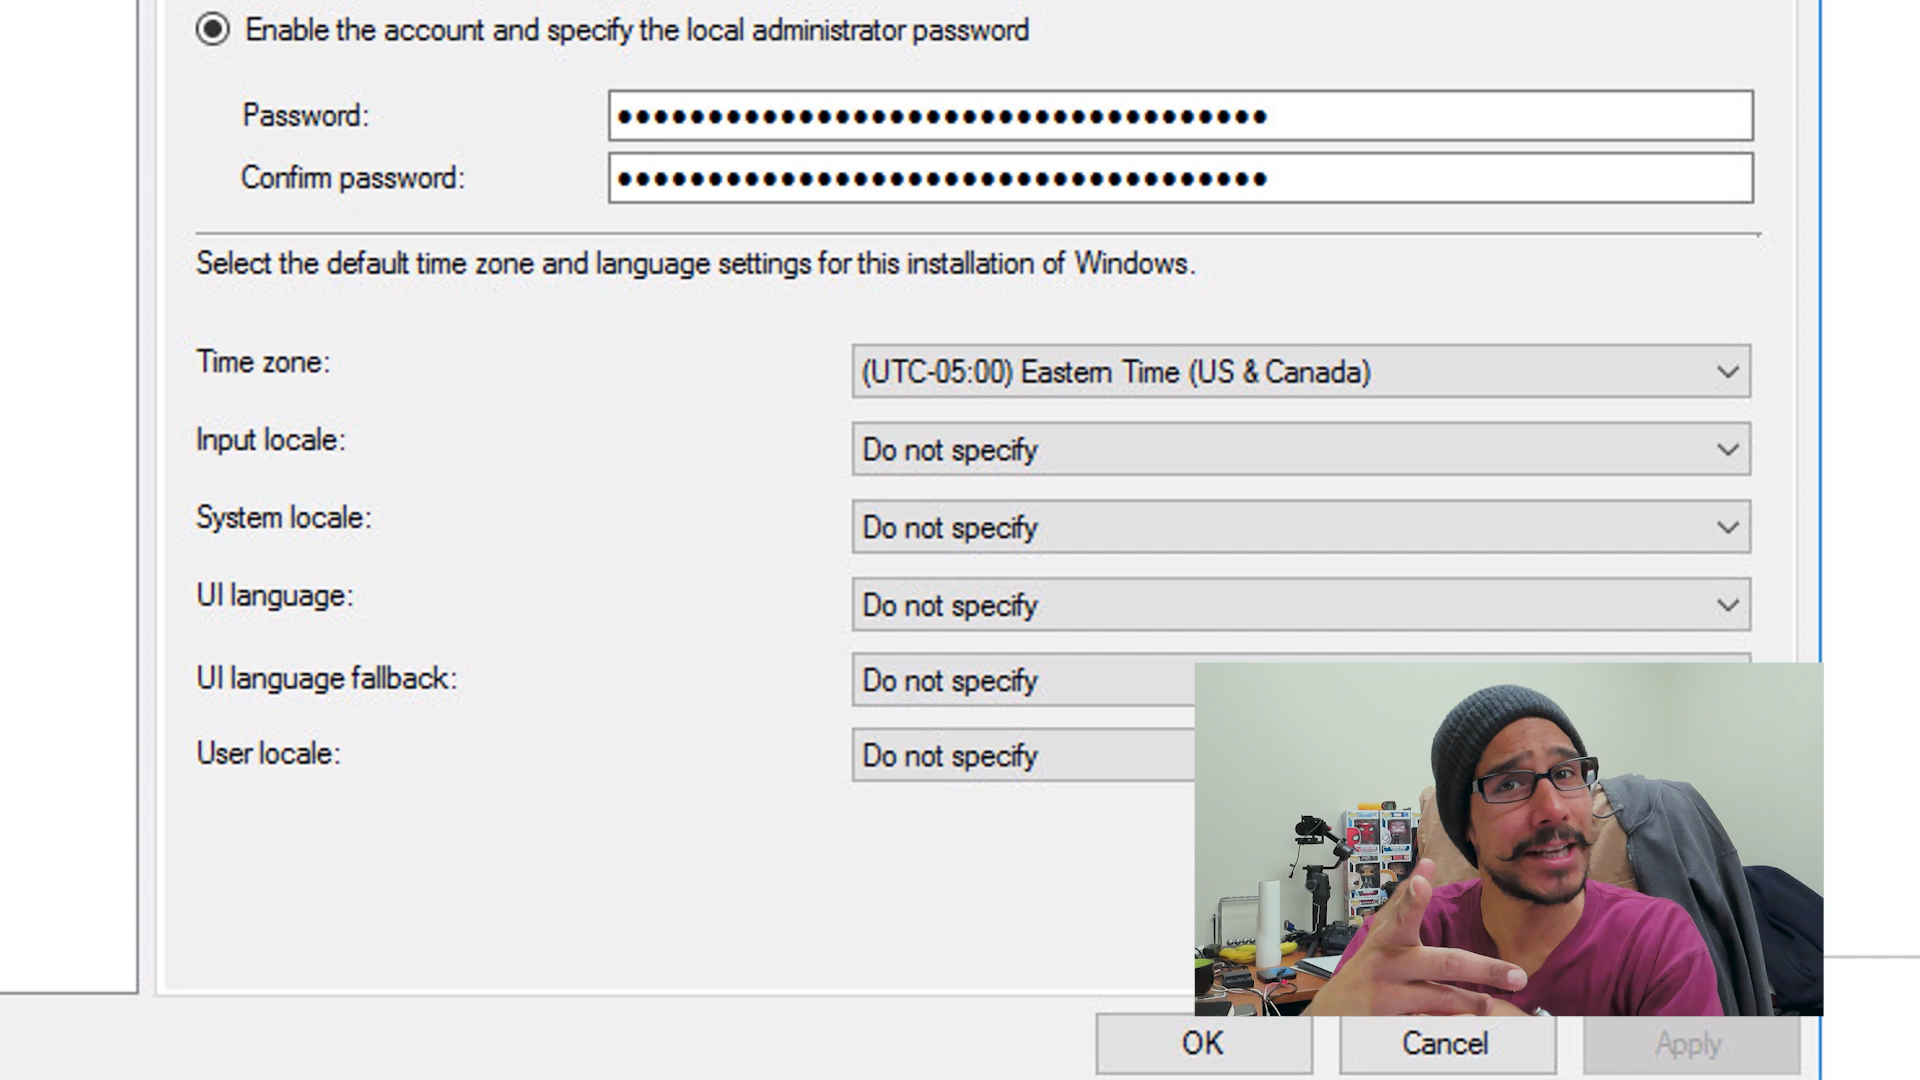 Enable the account and specify the local administrator password
Password: ●●●●●●●●●●●●●●●●●●●●●●●●●●●●●●●●●●●●
Confirm password: ●●●●●●●●●●●●●●●●●●●●●●●●●●●●●●●●●●●●
Select the default time zone and language settings for this installation of Windows.
Time zone: (UTC-05:00) Eastern Time (US & Canada)
Input locale: Do not specify
System locale: Do not specify
UI language: Do not specify
UI language fallback: Do not specify
User locale: Do not specify
OK Cancel Apply